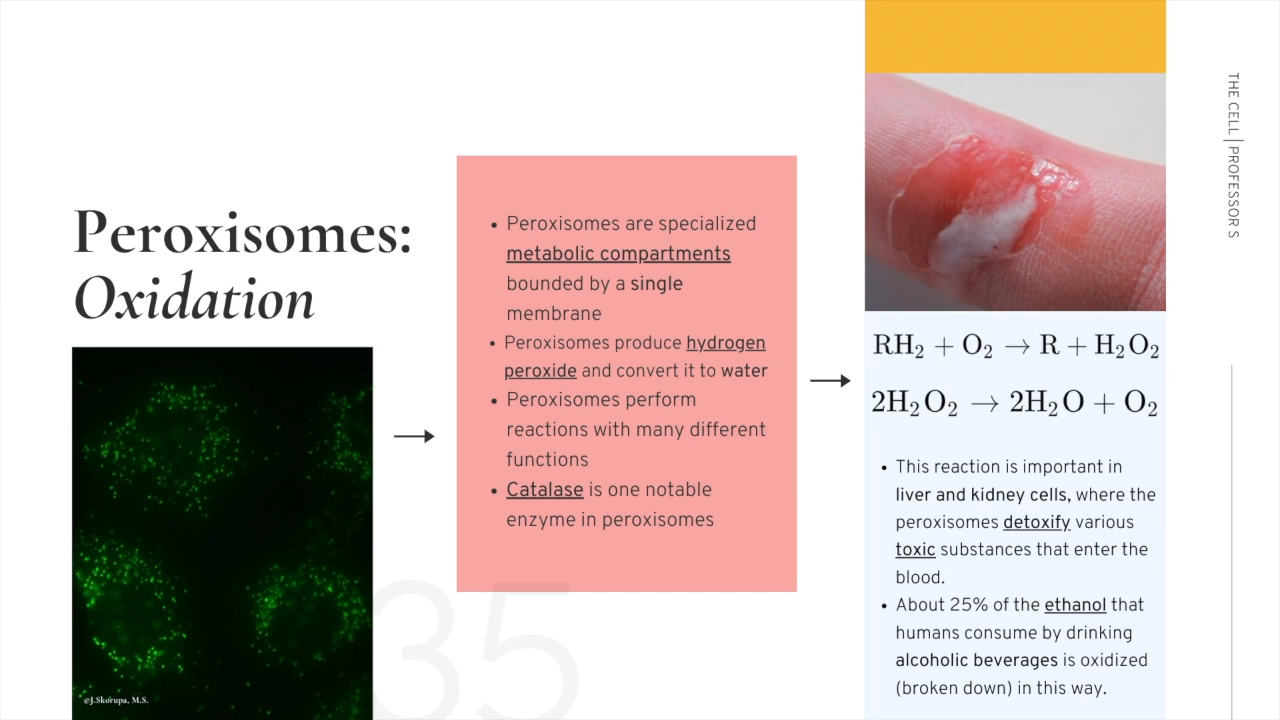 Peroxisomes:
Oxidation
@J.Skorupa, M.S.
• Peroxisomes are specialized
metabolic compartments
bounded by a single
membrane
• Peroxisomes produce hydrogen
peroxide and convert it to water
• Peroxisomes perform
reactions with many different
functions
• Catalase is one notable
enzyme in peroxisomes
35
RH₂ + O₂ → R + H₂O₂
2H₂O₂ → 2H₂O + O₂
• This reaction is important in
liver and kidney cells, where the
peroxisomes detoxify various
toxic substances that enter the
blood.
• About 25% of the ethanol that
humans consume by drinking
alcoholic beverages is oxidized
(broken down) in this way.
THE CELL | PROFESSOR S